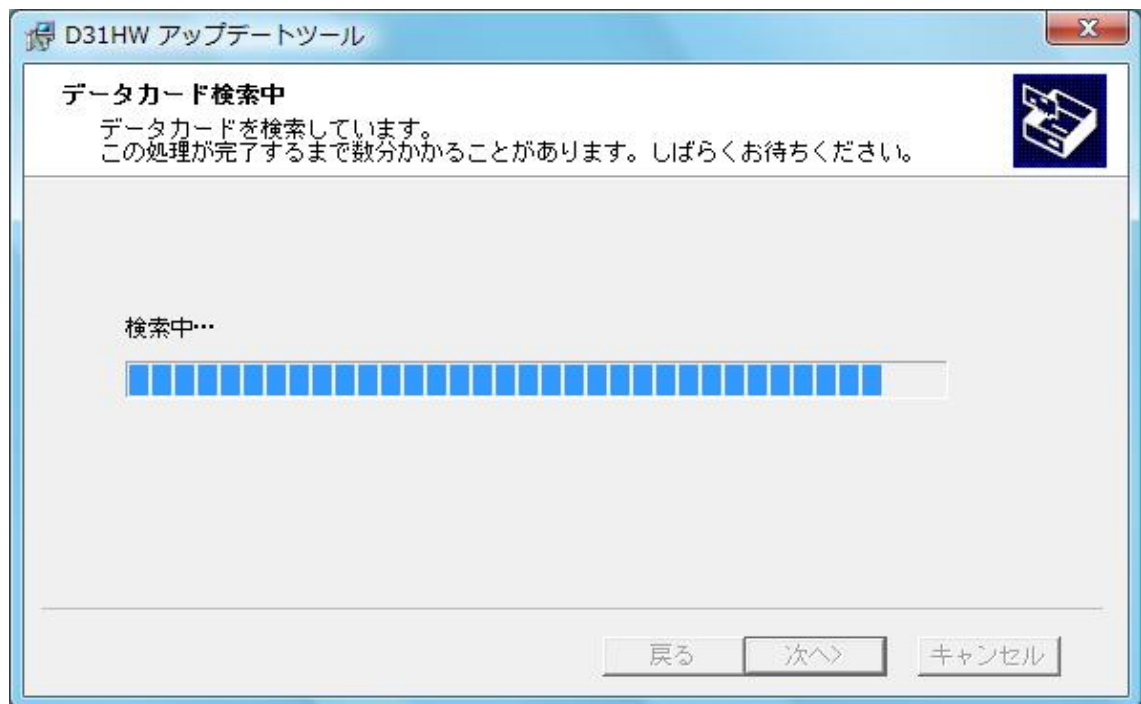 D31HW アップデートツール
データカード検索中
データカードを検索しています。
この処理が完了するまで数分かかることがあります。しばらくお待ちください。
検索中…
戻る
次へ>
キャンセル